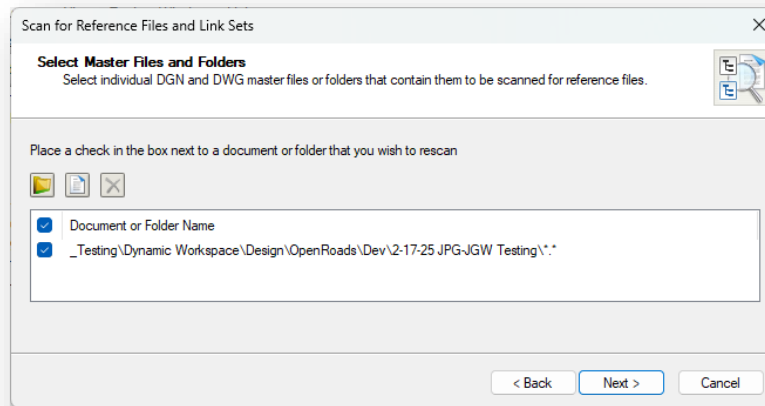 Scan for Reference Files and Link Sets
Select Master Files and Folders
Select individual DGN and DWG master files or folders that contain them to be scanned for reference files.
Place a check in the box next to a document or folder that you wish to rescan
Document or Folder Name
_Testing\Dynamic Workspace\Design\OpenRoads\Dev\2-17-25 JPG-JGW Testing\*.*
< Back
Next >
Cancel